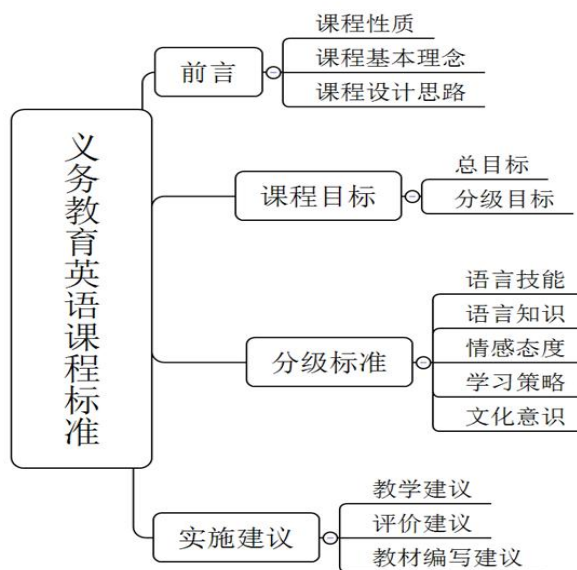 义务教育英语课程标准
前言
课程性质
课程基本理念
课程设计思路
课程目标
总目标
分级目标
分级标准
语言技能
语言知识
情感态度
学习策略
文化意识
实施建议
教学建议
评价建议
教材编写建议